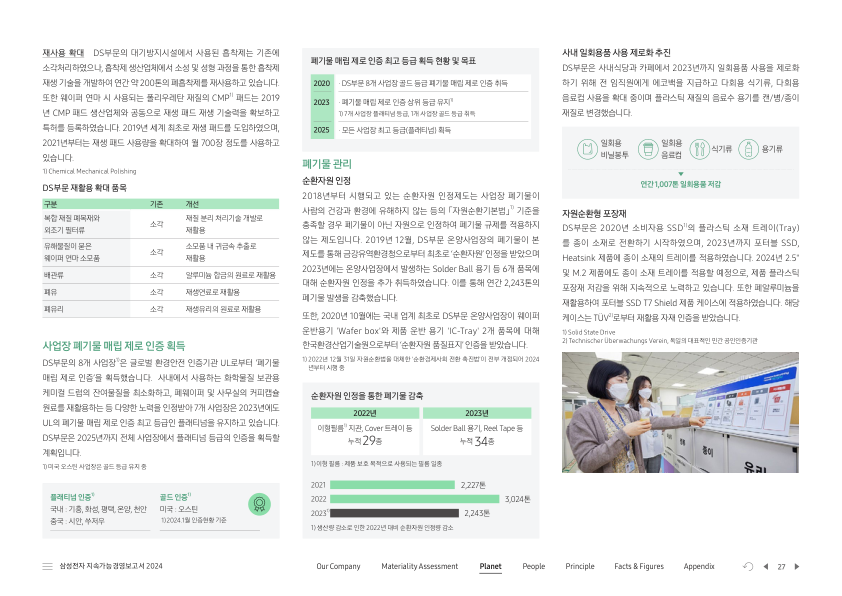 재사용 확대 DS부문의 대기방지시설에서 사용된 흡착제는 기존에
소각처리하였으나, 흡착제 생산업체에서 소성 및 성형 과정을 통한 흡착제
재생 기술을 개발하여 연간 약 200톤의 폐흡착제를 재사용하고 있습니다.
또한 웨이퍼 연마 시 사용되는 폴리우레탄 재질의 CMP1) 패드는 2019
년 CMP 패드 생산업체와 공동으로 재생 패드 재생 기술력을 확보하고
특허를 등록하였습니다. 2019년 세계 최초로 재생 패드를 도입하였으며,
2021년부터는 재생 패드 사용량을 확대하여 월 700장 정도를 사용하고
있습니다.
1) Chemical Mechanical Polishing
DS부문 재활용 확대 품목
구분 기존 개선
복합 재질 폐목재와
외조기 필터류
소각
재질 분리 처리기술 개발로
재활용
유해물질이 묻은
웨이퍼 연마 소모품
소각
소모품 내 귀금속 추출로
재활용
배관류 소각 알루미늄 합금의 원료로 재활용
폐유 소각 재생연료로 재활용
폐유리 소각 재생유리의 원료로 재활용
사업장 폐기물 매립 제로 인증 획득
DS부문의 8개 사업장1)은 글로벌 환경안전 인증기관 UL로부터 '폐기물
매립 제로 인증'을 획득했습니다. 사내에서 사용하는 화학물질 보관용
케미컬 드럼의 잔여물질을 최소화하고, 폐웨이퍼 및 사무실의 커피캡슐
원료를 재활용하는 등 다양한 노력을 인정받아 7개 사업장은 2023년에도
UL의 폐기물 매립 제로 인증 최고 등급인 플래티넘을 유지하고 있습니다.
DS부문은 2025년까지 전체 사업장에서 플래티넘 등급의 인증을 획득할
계획입니다.
1)미국 오스틴 사업장은 골드 등급 유지 중
플래티넘 인증1)
국내 : 기흥, 화성, 평택, 온양, 천안
중국 : 시안, 쑤저우
골드 인증1)
미국 : 오스틴
1)2024.1월 인증현황 기준
폐기물 매립 제로 인증 최고 등급 획득 현황 및 목표
2020 · DS부문 8개 사업장 골드 등급 폐기물 매립 제로 인증 취득
2023 · 폐기물 매립 제로 인증 상위 등급 유지1)
1) 7개 사업장 플래티넘 등급, 1개 사업장 골드 등급 취득
2025 · 모든 사업장 최고 등급(플래티넘) 획득
폐기물 관리
순환자원 인정
2018년부터 시행되고 있는 순환자원 인정제도는 사업장 폐기물이
사람의 건강과 환경에 유해하지 않는 등의 「자원순환기본법」1) 기준을
충족할 경우 폐기물이 아닌 자원으로 인정하여 폐기물 규제를 적용하지
않는 제도입니다. 2019년 12월, DS부문 온양사업장의 폐기물이 본
제도를 통해 금강유역환경청으로부터 최초로 '순환자원 인정'을 받았으며
2023년에는 온양사업장에서 발생하는 Solder Ball 용기 등 6개 품목에
대해 순환자원 인정을 추가 취득하였습니다. 이를 통해 연간 2,243톤의
폐기물 발생을 감축했습니다.
또한, 2020년 10월에는 국내 업계 최초로 DS부문 온양사업장이 웨이퍼
운반용기 'Wafer box'와 제품 운반 용기 'IC-Tray' 2개 품목에 대해
한국환경산업기술원으로부터 '순환자원 품질표지' 인증을 받았습니다.
1)2022년 12월 31일 자원순환법을 대체한 '순환경제사회 전환 촉진법'이 전부 개정되어 2024
년부터 시행 중
순환자원 인정을 통한 폐기물 감축
2022년
이형필름1) 지관, Cover 트레이 등
누적 29종
2023년
Solder Ball 용기, Reel Tape 등
누적 34종
1)이형 필름 : 제품 보호 목적으로 사용되는 필름 일종
2021 2,227톤
2022 3,024톤
20231) 2,243톤
1) 생산량 감소로 인한 2022년 대비 순환자원 인정량 감소
사내 일회용품 사용 제로화 추진
DS부문은 사내식당과 카페에서 2023년까지 일회용품 사용을 제로화
하기 위해 전 임직원에게 에코백을 지급하고 다회용 식기류, 다회용
음료컵 사용을 확대 중이며 플라스틱 재질의 음료수 용기를 캔/병/종이
재질로 변경했습니다.
일회용
비닐봉투
일회용
음료컵
식기류
용기류
연간1,007톤 일회용품 저감
자원순환형 포장재
DS부문은 2020년 소비자용 SSD1)의 플라스틱 소재 트레이(Tray)
를 종이 소재로 전환하기 시작하였으며, 2023년까지 포터블 SSD,
Heatsink 제품에 종이 소재의 트레이를 적용하였습니다. 2024년 2.5"
및 M.2 제품에도 종이 소재 트레이를 적용할 예정으로, 제품 플라스틱
포장재 저감을 위해 지속적으로 노력하고 있습니다. 또한 폐알루미늄을
재활용하여 포터블 SSD T7 Shield 제품 케이스에 적용하였습니다. 해당
케이스는 TÜV2)로부터 재활용 자재 인증을 받았습니다.
1) Solid State Drive
2) Technischer Überwachungs Verein, 독일의 대표적인 민간 공인인증기관
종이
유리
삼성전자 지속가능경영보고서 2024
Our Company
Materiality Assessment
Planet
People
Principle
Facts & Figures
Appendix
27